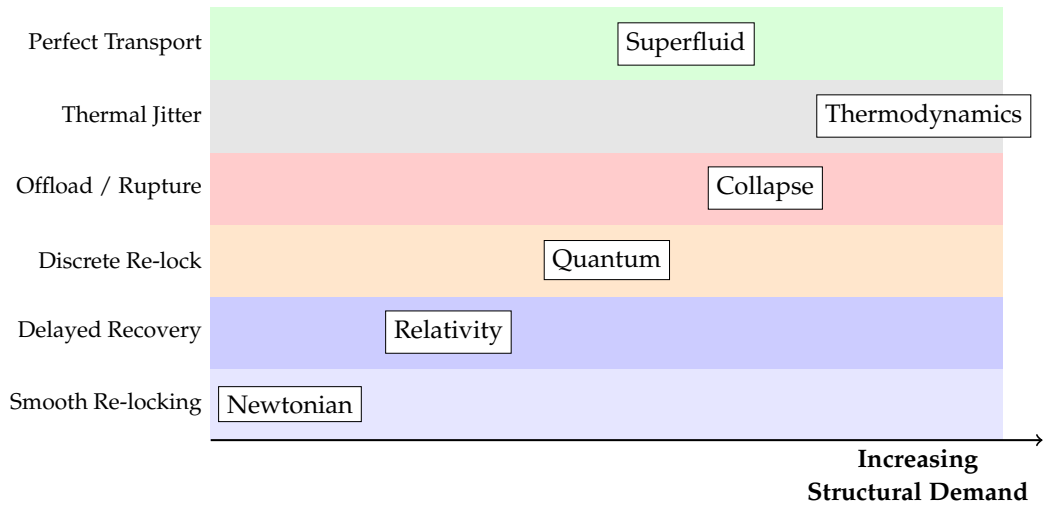 Perfect Transport
Superfluid
Thermal Jitter
Thermodynamics
Offload / Rupture
Collapse
Discrete Re-lock
Quantum
Delayed Recovery
Relativity
Smooth Re-locking
Newtonian
Increasing
Structural Demand